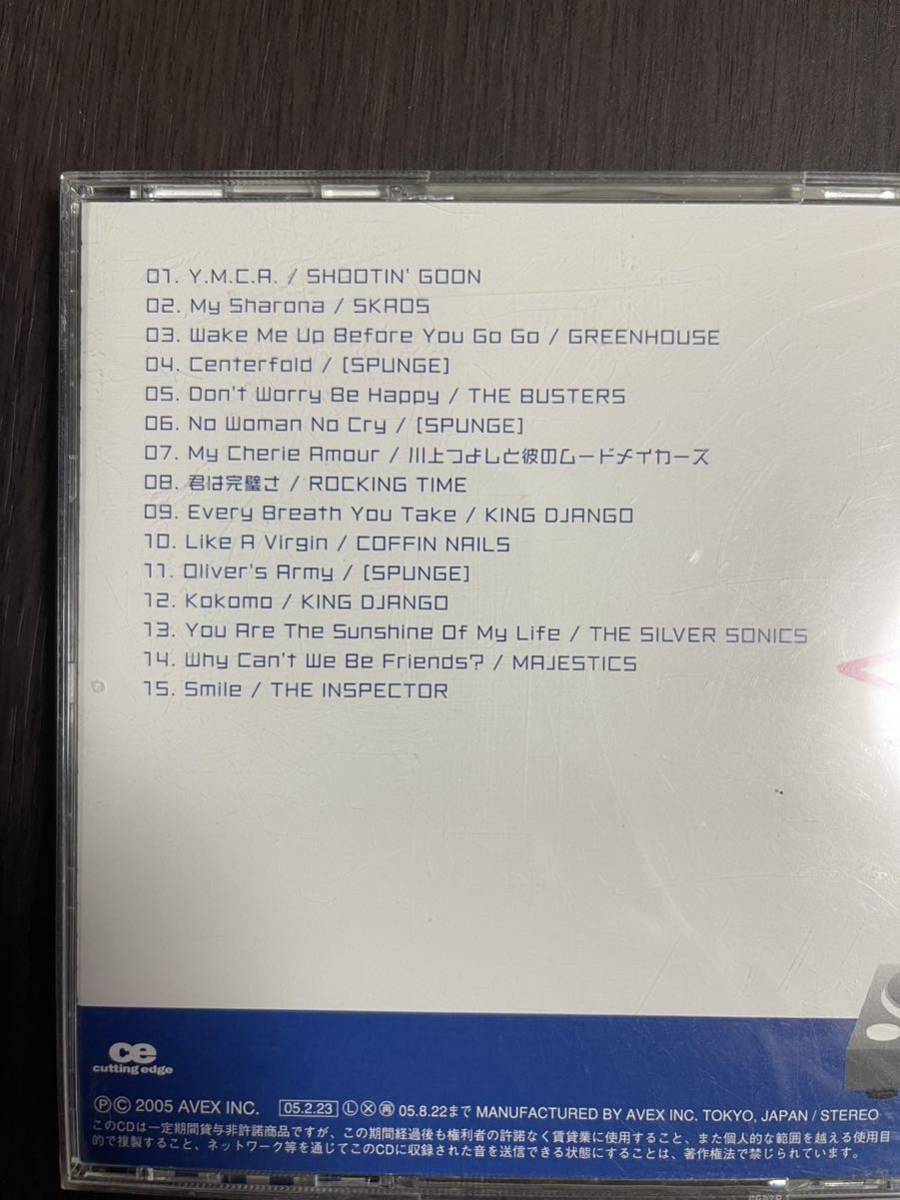 01. Y.M.C.A. / SHOOTIN' GOON
02. My Sharona / SKAOS
03. Wake Me Up Before You Go Go / GREENHOUSE
04. Centerfold / [SPUNGE]
05. Don't Worry Be Happy / THE BUSTERS
06. No Woman No Cry / [SPUNGE]
07. My Cherie Amour / 川上つよしと彼のムードメイカーズ
08. 君は完璧さ / ROCKING TIME
09. Every Breath You Take / KING DJANGO
10. Like A Virgin / COFFIN NAILS
11. Oliver's Army / [SPUNGE]
12. Kokomo / KING DJANGO
13. You Are The Sunshine Of My Life / THE SILVER SONICS
14. Why Can't We Be Friends? / MAJESTICS
15. Smile / THE INSPECTOR
ce
cutting edge
Ⓟ© 2005 AVEX INC. 05.2.23 Ⓛ Ⓧ ㊮ 05.8.22まで MANUFACTURED BY AVEX INC. TOKYO, JAPAN / STEREO
このCDは一定期間貸与非許諾商品ですが、この期間経過後も権利者の許諾なく賃貸業に使用すること、また個人的な範囲を越える使用目
的で複製すること、ネットワーク等を通じてこのCDに収録された音を送信できる状態にすることは、著作権法で禁じられています。